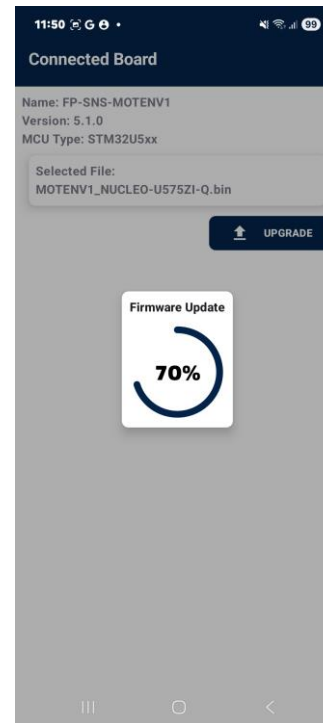 11:50 G
99
Connected Board
Name: FP-SNS-MOTENV1
Version: 5.1.0
MCU Type: STM32U5xx
Selected File:
MOTENV1_NUCLEO-U575ZI-Q.bin
UPGRADE
Firmware Update
70%